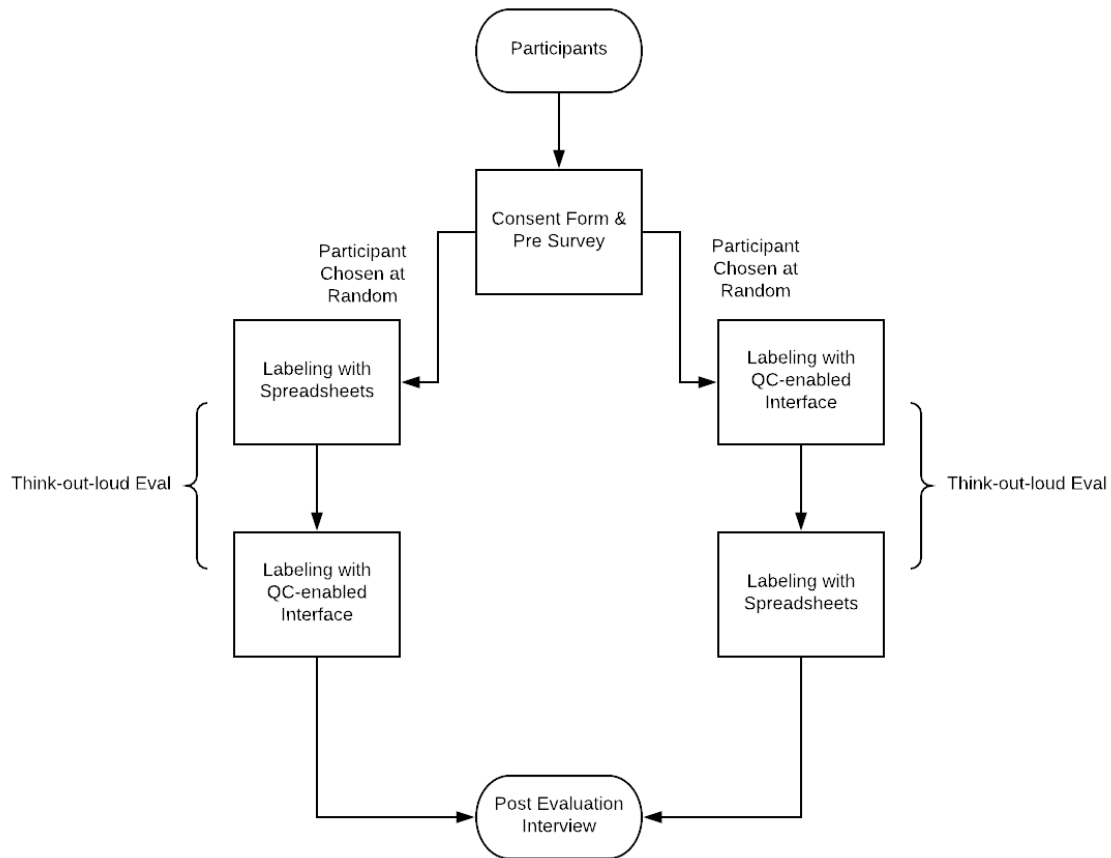 Participants
Consent Form &
Pre Survey
Participant
Chosen at
Random
Participant
Chosen at
Random
Labeling with
Spreadsheets
Labeling with
QC-enabled
Interface
Think-out-loud Eval
Think-out-loud Eval
Labeling with
QC-enabled
Interface
Labeling with
Spreadsheets
Post Evaluation
Interview